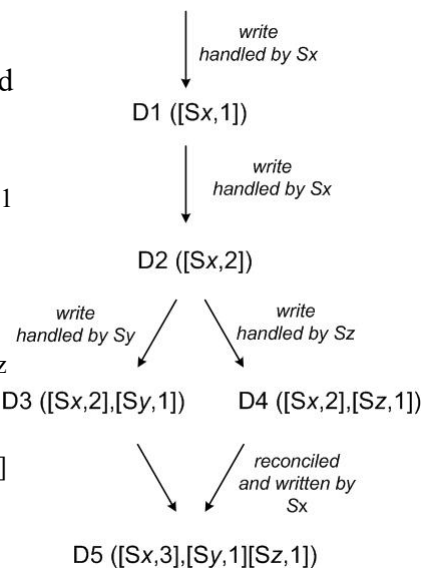 write
handled by Sx
d
D1 ([Sx,1])
write
handled by Sx
1
D2 ([Sx,2])
write
handled by Sy
write
handled by Sz
z
D3 ([Sx,2],[Sy,1])
D4 ([Sx,2],[Sz,1])
]
reconciled
and written by
Sx
D5 ([Sx,3],[Sy,1][Sz,1])